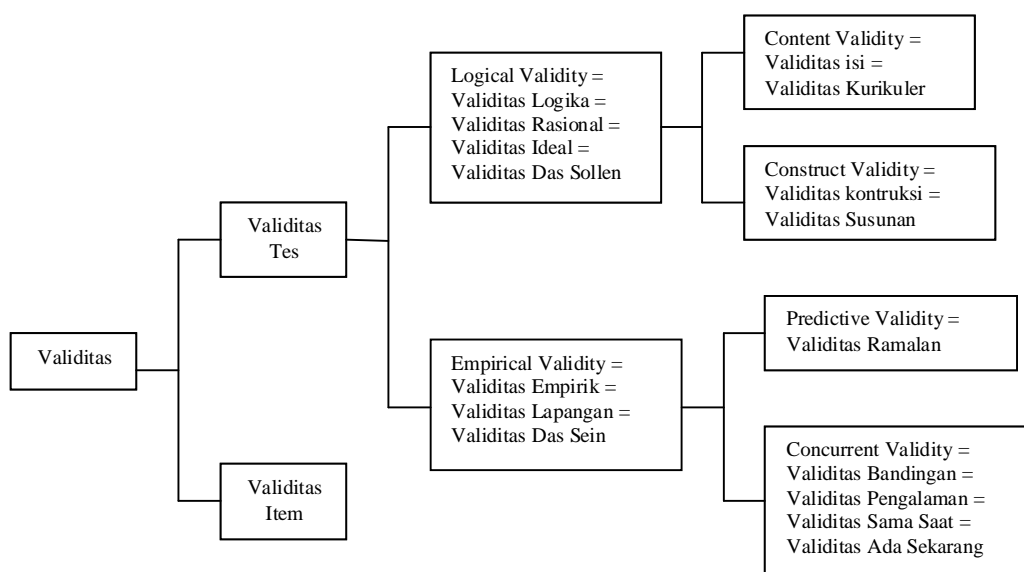 Validitas
Validitas
Tes
Validitas
Item
Logical Validity =
Validitas Logika =
Validitas Rasional =
Validitas Ideal =
Validitas Das Sollen
Empirical Validity =
Validitas Empirik =
Validitas Lapangan =
Validitas Das Sein
Content Validity =
Validitas isi =
Validitas Kurikuler
Construct Validity =
Validitas kontruksi =
Validitas Susunan
Predictive Validity =
Validitas Ramalan
Concurrent Validity =
Validitas Bandingan =
Validitas Pengalaman =
Validitas Sama Saat =
Validitas Ada Sekarang